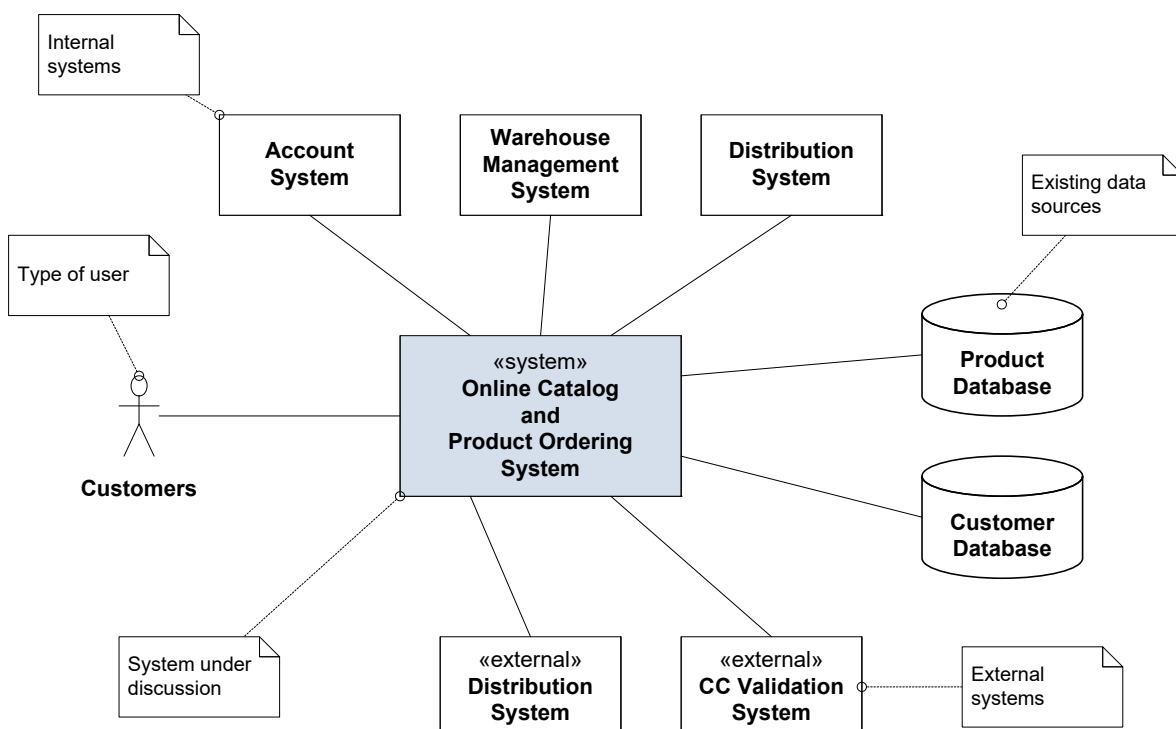 Internal
systems
Account
System
Warehouse
Management
System
Distribution
System
Existing data
sources
Type of user
Customers
«system»
Online Catalog
and
Product Ordering
System
Product
Database
Customer
Database
System under
discussion
«external»
Distribution
System
«external»
CC Validation
System
External
systems